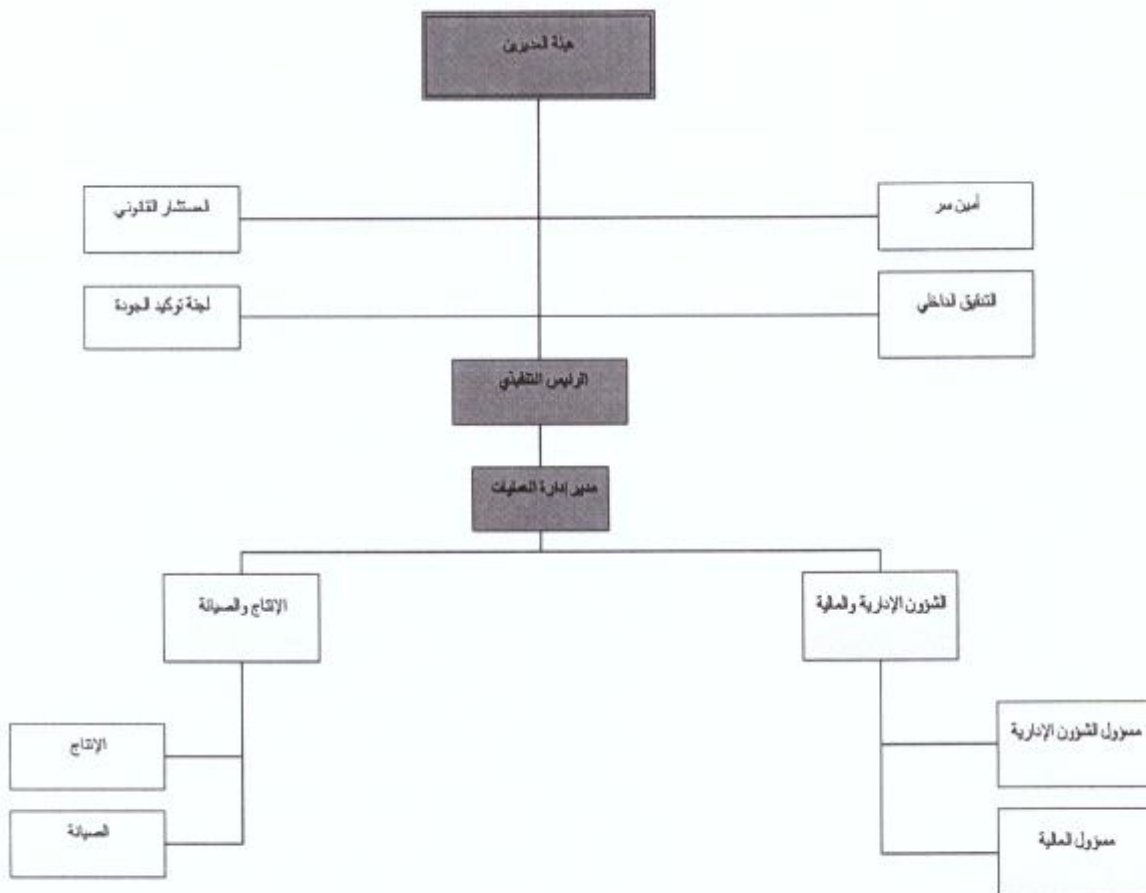 هيئة المديرين
أمين سر
المستشار القانوني
التدقيق الداخلي
لجنة توكيد الجودة
الرئيس التنفيذي
مدير إدارة العمليات
الشؤون الإدارية والمالية
الإنتاج والصيانة
مسؤول الشؤون الإدارية
الإنتاج
مسؤول المالية
الصيانة